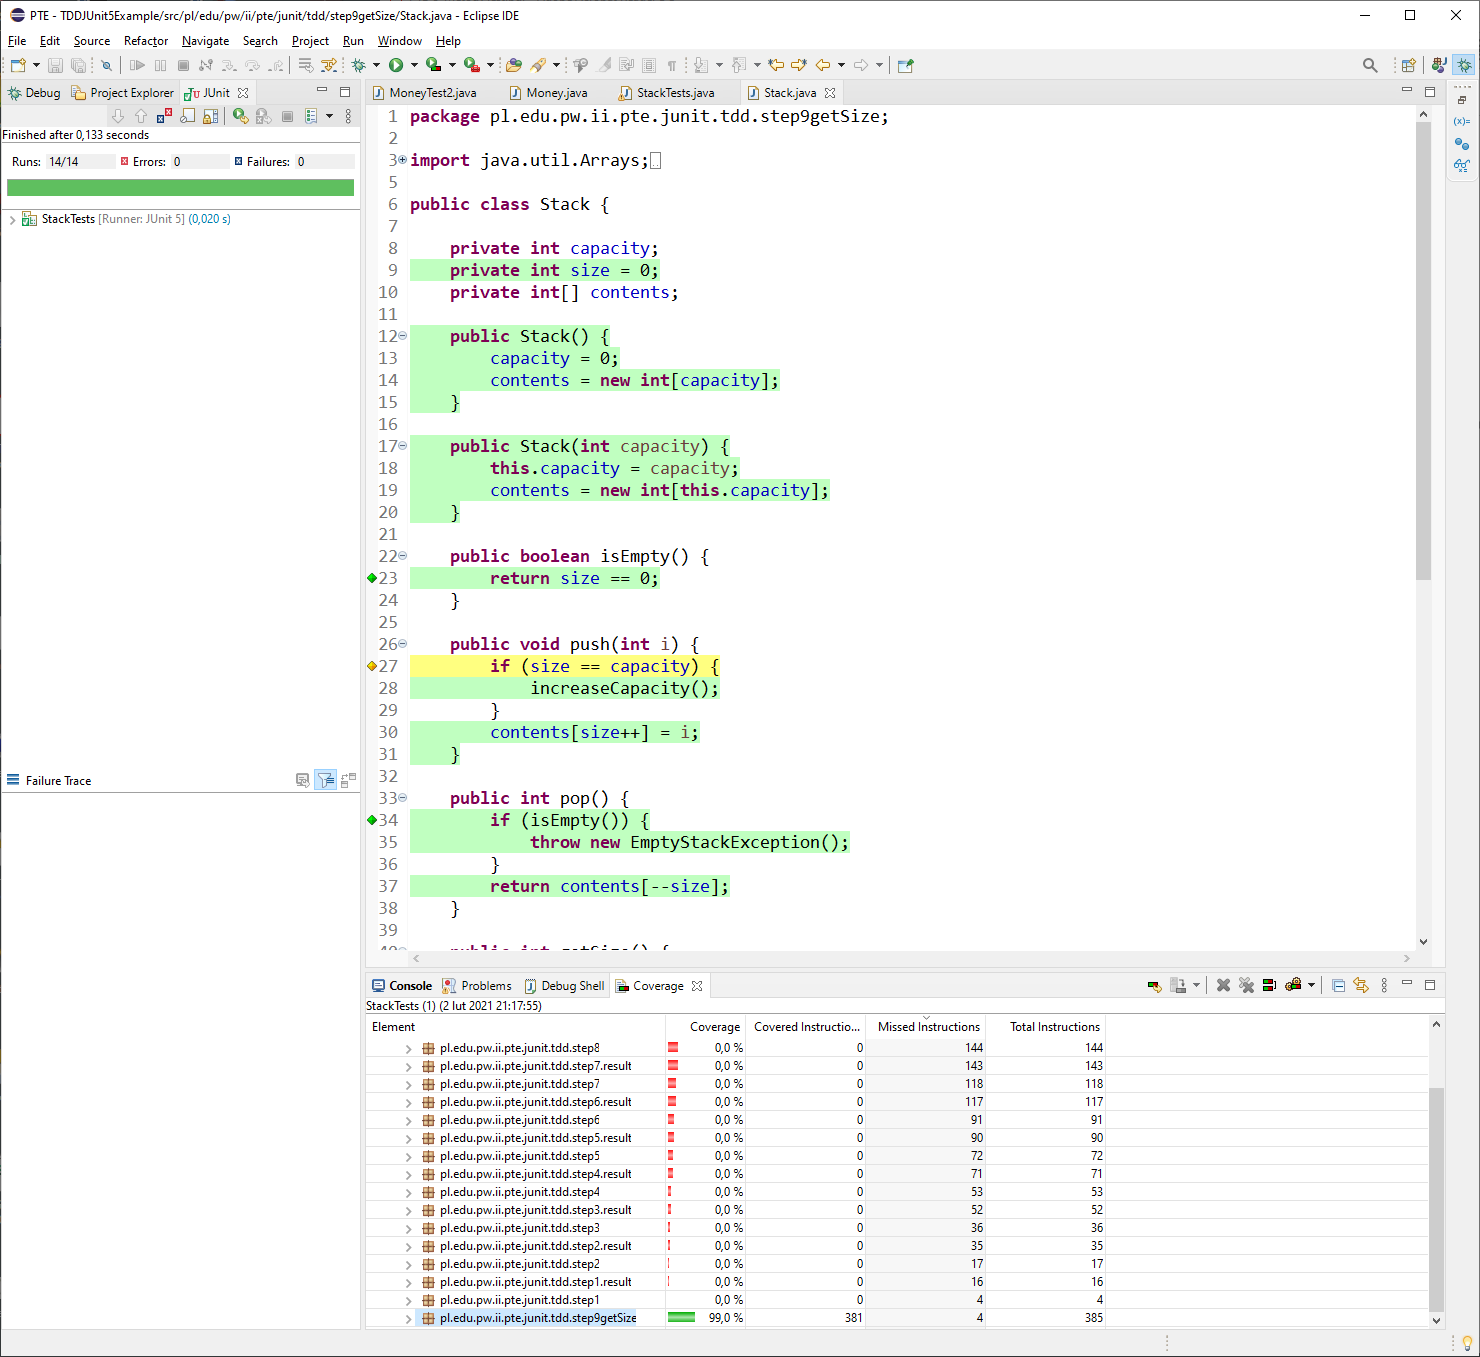 PTE - TDDJUnit5Example/src/pl/edu/pw/ii/pte/junit/tdd/step9getSize/Stack.java - Eclipse IDE
File Edit Source Refactor Navigate Search Project Run Window Help
Debug Project Explorer JUnit
Finished after 0,133 seconds
Runs: 14/14 Errors: 0 Failures: 0
StackTests [Runner: JUnit 5] (0,020 s)
Failure Trace
MoneyTest2.java Money.java StackTests.java Stack.java
1 package pl.edu.pw.ii.pte.junit.tdd.step9getSize;
2
3 import java.util.Arrays;
5
6 public class Stack {
7
8 private int capacity;
9 private int size = 0;
10 private int[] contents;
11
12 public Stack() {
13 capacity = 0;
14 contents = new int[capacity];
15 }
16
17 public Stack(int capacity) {
18 this.capacity = capacity;
19 contents = new int[this.capacity];
20 }
21
22 public boolean isEmpty() {
23 return size == 0;
24 }
25
26 public void push(int i) {
27 if (size == capacity) {
28 increaseCapacity();
29 }
30 contents[size++] = i;
31 }
32
33 public int pop() {
34 if (isEmpty()) {
35 throw new EmptyStackException();
36 }
37 return contents[--size];
38 }
39
40 public int getSize() {
Console Problems Debug Shell Coverage
StackTests (1) (2 lut 2021 21:17:55)
Element Coverage Covered Instructio... Missed Instructions Total Instructions
pl.edu.pw.ii.pte.junit.tdd.step8 0,0 % 0 144 144
pl.edu.pw.ii.pte.junit.tdd.step7.result 0,0 % 0 143 143
pl.edu.pw.ii.pte.junit.tdd.step7 0,0 % 0 118 118
pl.edu.pw.ii.pte.junit.tdd.step6.result 0,0 % 0 117 117
pl.edu.pw.ii.pte.junit.tdd.step6 0,0 % 0 91 91
pl.edu.pw.ii.pte.junit.tdd.step5.result 0,0 % 0 90 90
pl.edu.pw.ii.pte.junit.tdd.step5 0,0 % 0 72 72
pl.edu.pw.ii.pte.junit.tdd.step4.result 0,0 % 0 71 71
pl.edu.pw.ii.pte.junit.tdd.step4 0,0 % 0 53 53
pl.edu.pw.ii.pte.junit.tdd.step3.result 0,0 % 0 52 52
pl.edu.pw.ii.pte.junit.tdd.step3 0,0 % 0 36 36
pl.edu.pw.ii.pte.junit.tdd.step2.result 0,0 % 0 35 35
pl.edu.pw.ii.pte.junit.tdd.step2 0,0 % 0 17 17
pl.edu.pw.ii.pte.junit.tdd.step1.result 0,0 % 0 16 16
pl.edu.pw.ii.pte.junit.tdd.step1 0,0 % 0 4 4
pl.edu.pw.ii.pte.junit.tdd.step9getSize 99,0 % 381 4 385